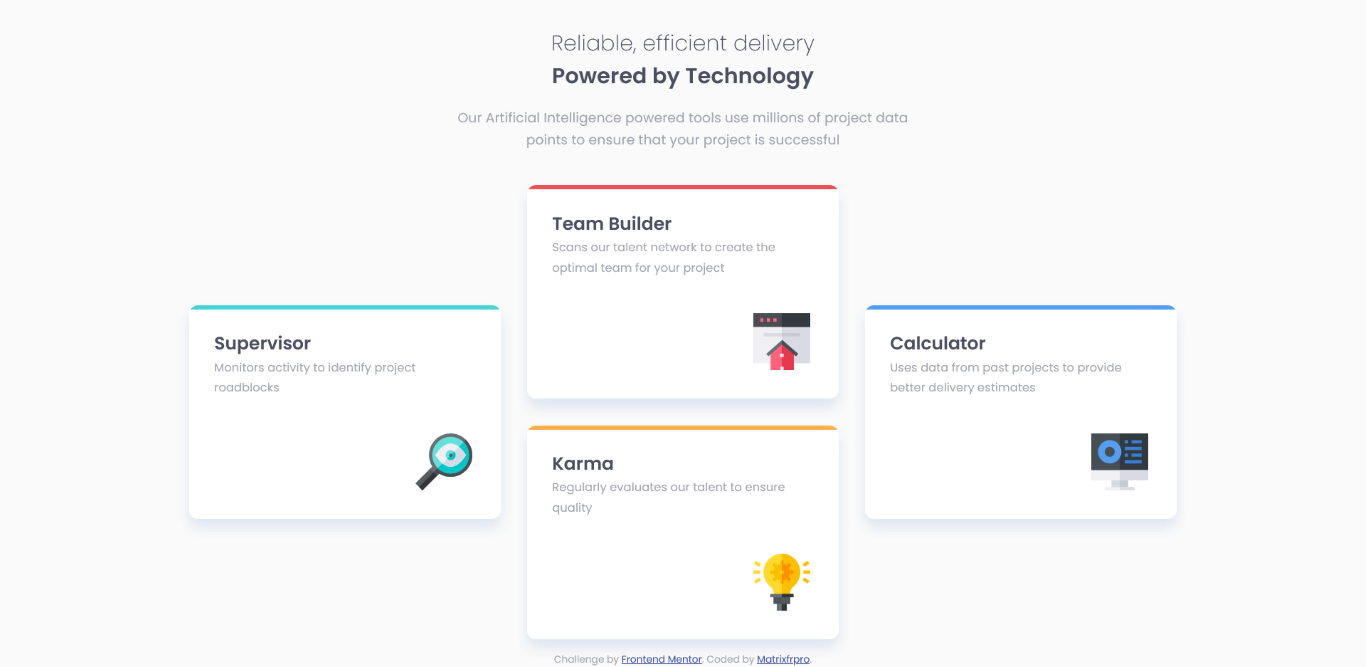 Reliable, efficient delivery
Powered by Technology
Our Artificial Intelligence powered tools use millions of project data
points to ensure that your project is successful
Team Builder
Scans our talent network to create the
optimal team for your project
Supervisor
Monitors activity to identify project
roadblocks
Calculator
Uses data from past projects to provide
better delivery estimates
Karma
Regularly evaluates our talent to ensure
quality
Challenge by Frontend Mentor. Coded by Matrixfrpro.